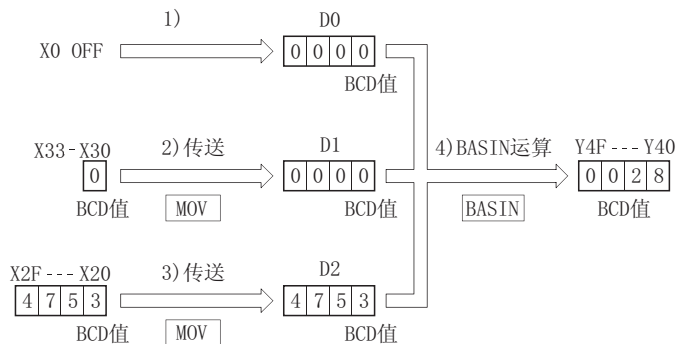 1)
D0
X0 OFF
0 0 0 0
BCD值
X33-X30
2)传送
D1
4)BASIN运算
Y4F---Y40
0
0 0 0 0
0 0 2 8
BCD值
MOV
BCD值
BASIN
BCD值
X2F---X20
3)传送
D2
4 7 5 3
4 7 5 3
BCD值
MOV
BCD值